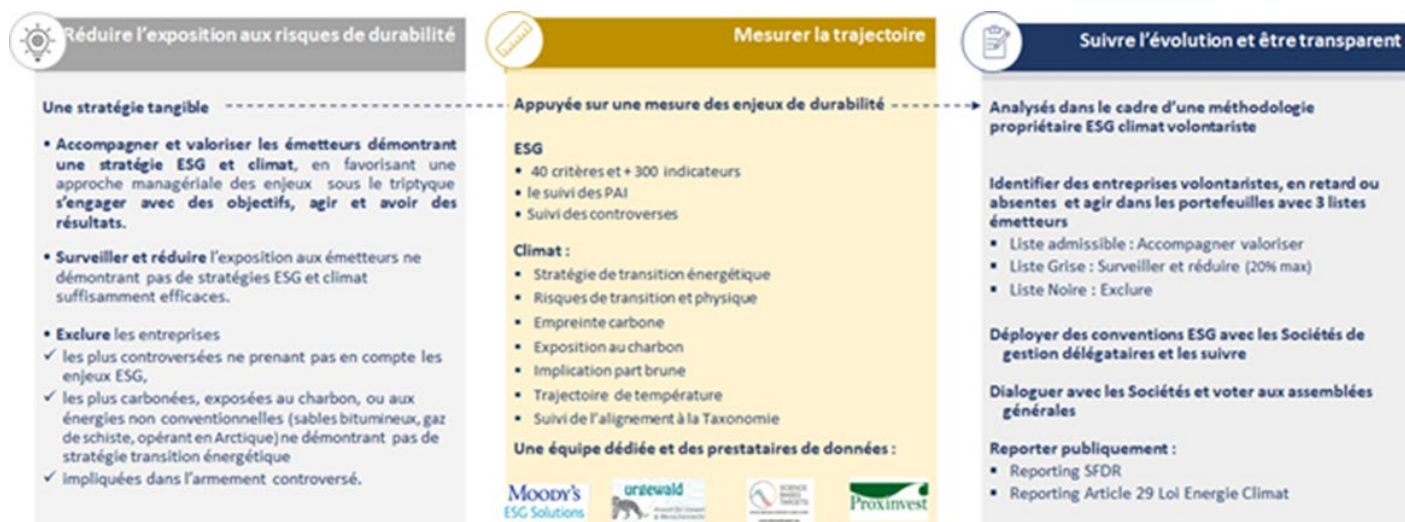 Réduire l'exposition aux risques de durabilité
Une stratégie tangible
• Accompagner et valoriser les émetteurs démontrant
une stratégie ESG et climat, en favorisant une
approche managériale des enjeux sous le triptyque
s'engager avec des objectifs, agir et avoir des
résultats.
• Surveiller et réduire l'exposition aux émetteurs ne
démontrant pas de stratégies ESG et climat
suffisamment efficaces.
• Exclure les entreprises
✓ les plus controversées ne prenant pas en compte les
enjeux ESG,
✓ les plus carbonées, exposées au charbon, ou aux
énergies non conventionnelles (sables bitumineux, gaz
de schiste, opérant en Arctique) ne démontrant pas de
stratégie transition énergétique
✓ impliquées dans l'armement controversé.
Mesurer la trajectoire
Appuyée sur une mesure des enjeux de durabilité
ESG
• 40 critères et + 300 indicateurs
• le suivi des PAI
• Suivi des controverses
Climat :
▪ Stratégie de transition énergétique
▪ Risques de transition et physique
▪ Empreinte carbone
▪ Exposition au charbon
▪ Implication part brune
▪ Trajectoire de température
▪ Suivi de l'alignement à la Taxonomie
Une équipe dédiée et des prestataires de données :
MOODY'S
ESG Solutions
urgewald
SCIENCE
BASED
TARGETS
Proxinvest
Suivre l'évolution et être transparent
Analysés dans le cadre d'une méthodologie
propriétaire ESG climat volontariste
Identifier des entreprises volontaristes, en retard ou
absentes et agir dans les portefeuilles avec 3 listes
émetteurs
▪ Liste admissible : Accompagner valoriser
▪ Liste Grise : Surveiller et réduire (20% max)
▪ Liste Noire : Exclure
Déployer des conventions ESG avec les Sociétés de
gestion délégataires et les suivre
Dialoguer avec les Sociétés et voter aux assemblées
générales
Reporter publiquement :
▪ Reporting SFDR
▪ Reporting Article 29 Loi Energie Climat